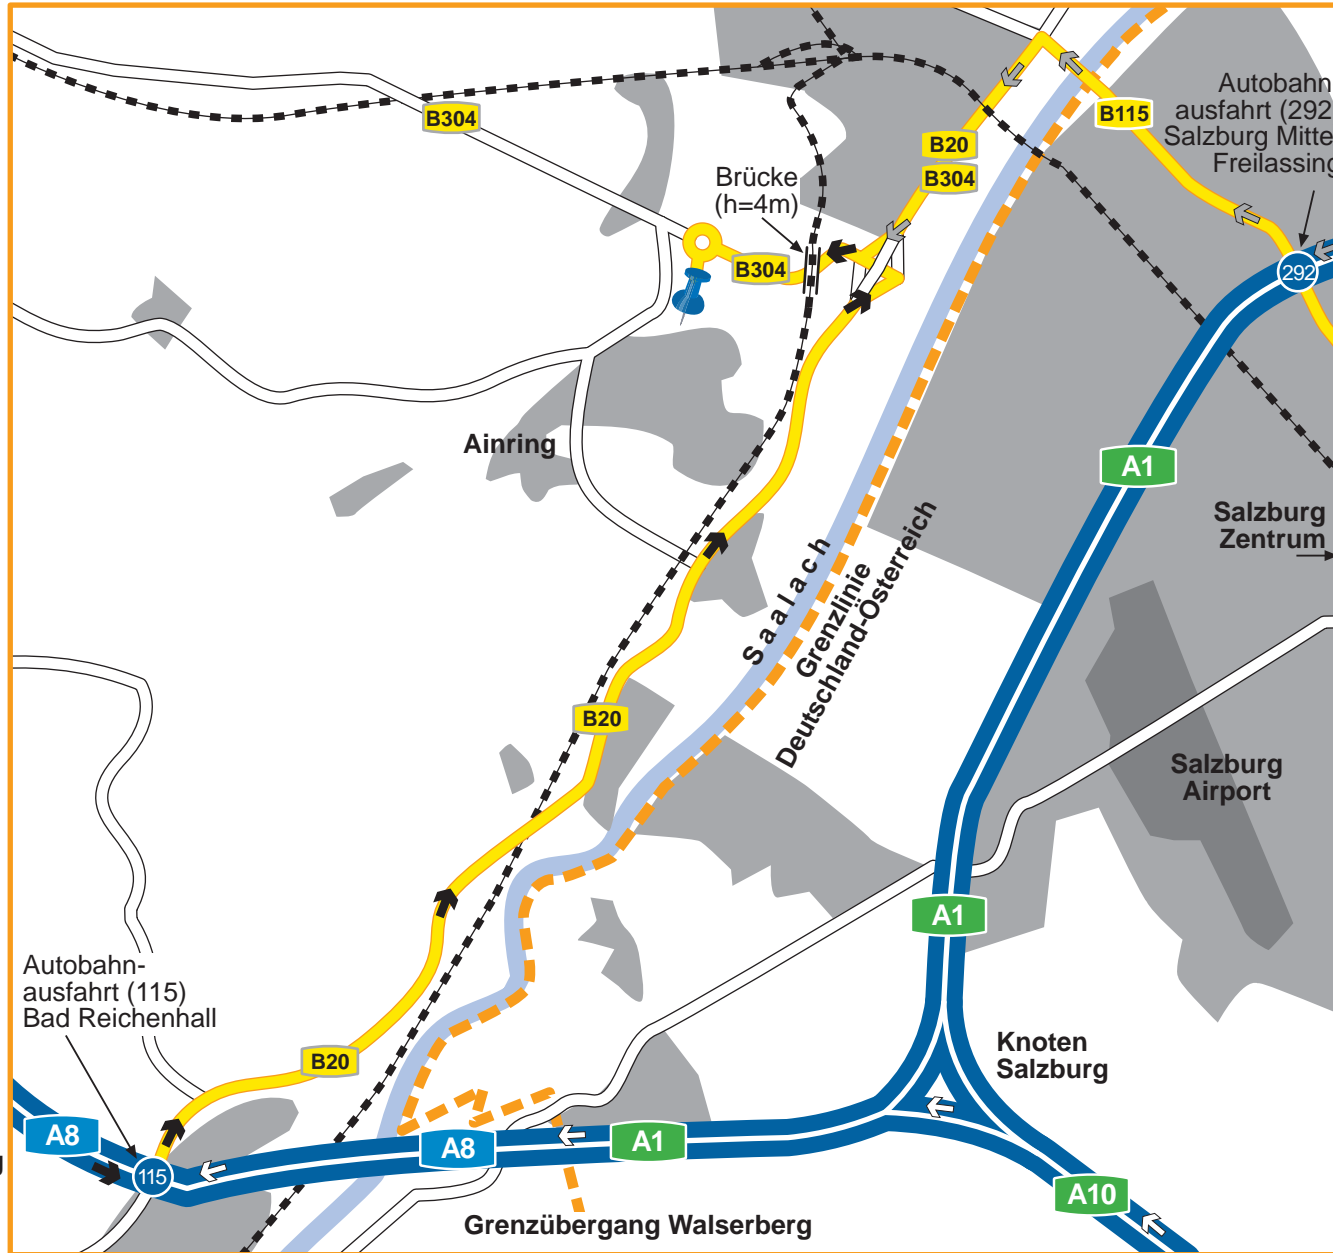 B304
B115
Autobahn
ausfahrt (292
Salzburg Mitte
Freilassing
B20
B304
Brücke
(h=4m)
B304
292
Ainring
A1
Salzburg
Zentrum
Saalach
Grenzlinie
Deutschland-Österreich
B20
Salzburg
Airport
A1
Autobahn-
ausfahrt (115)
Bad Reichenhall
B20
Knoten
Salzburg
A8
A8
A1
115
A10
Grenzübergang Walserberg